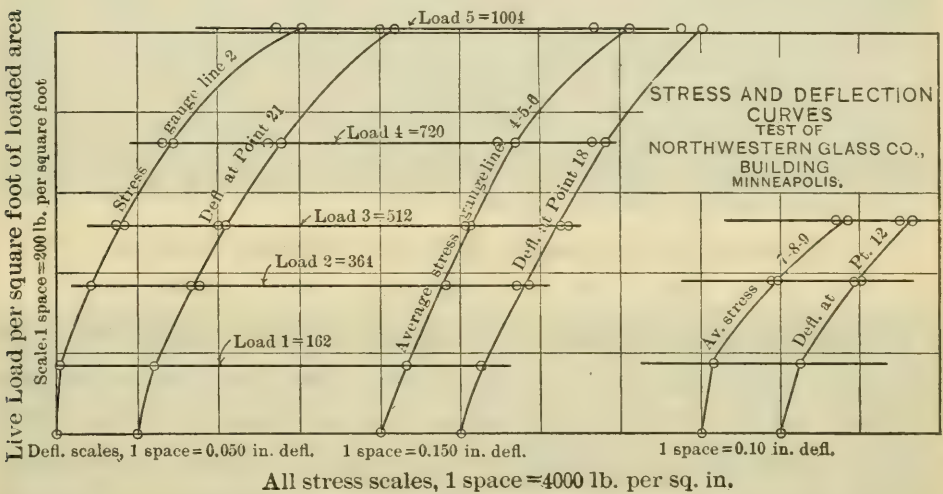 Live Load per square foot of loaded area
Scale:1 space=200 lb. per square foot
Load 5=1004
Load 4=720
Load 3=512
Load 2=364
Load 1=162
Stress gauge line 2
Defl. at Point 21
Average stress gaugeline 4-5-6
Defl. at Point 18
Av. stress 7-8-9
Defl. at Pt. 12
STRESS AND DEFLECTION
CURVES
TEST OF
NORTHWESTERN GLASS CO.,
BUILDING
MINNEAPOLIS.
Defl. scales, 1 space=0.050 in. defl.
1 space=0.150 in. defl.
1 space=0.10 in. defl.
All stress scales, 1 space=4000 lb. per sq. in.